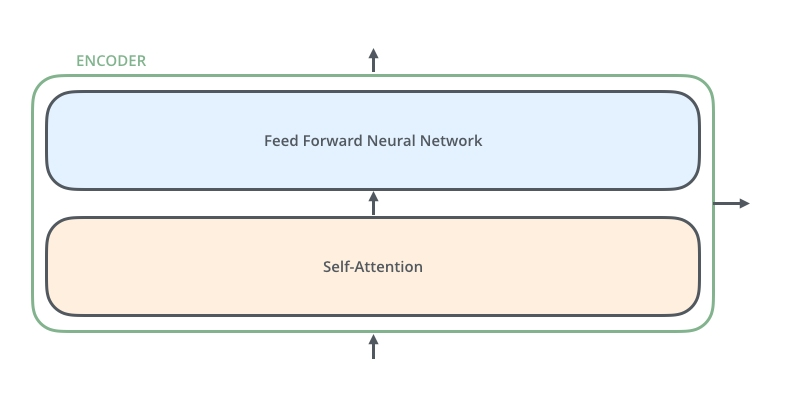 ENCODER
Feed Forward Neural Network
Self-Attention